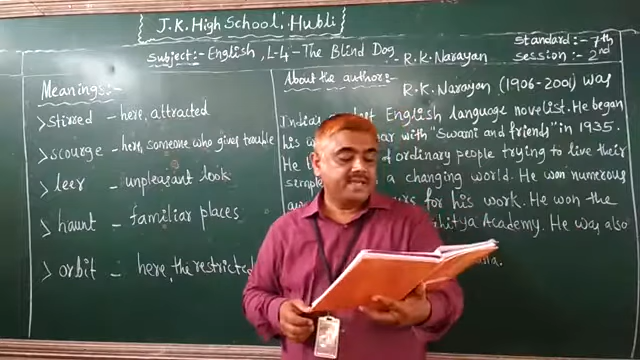 J.K. High School; Hubli
Subject:- English, L-4 - The Blind Dog - R.K. Narayan
Standard:- 7th
Session:- 2nd
Meanings:-
> stirred - here, attracted
> scourge - here, someone who gives trouble
> leer - unpleasant look
> haunt - familiar places
> orbit - here, the restricted
About the author:-
R.K. Narayan (1906-2001) was
India's English language novelist. He began
his with "Swami and friends" in 1935.
He of ordinary people trying to live their
simple a changing world. He won numerous
for his work. He won the
Academy. He was also